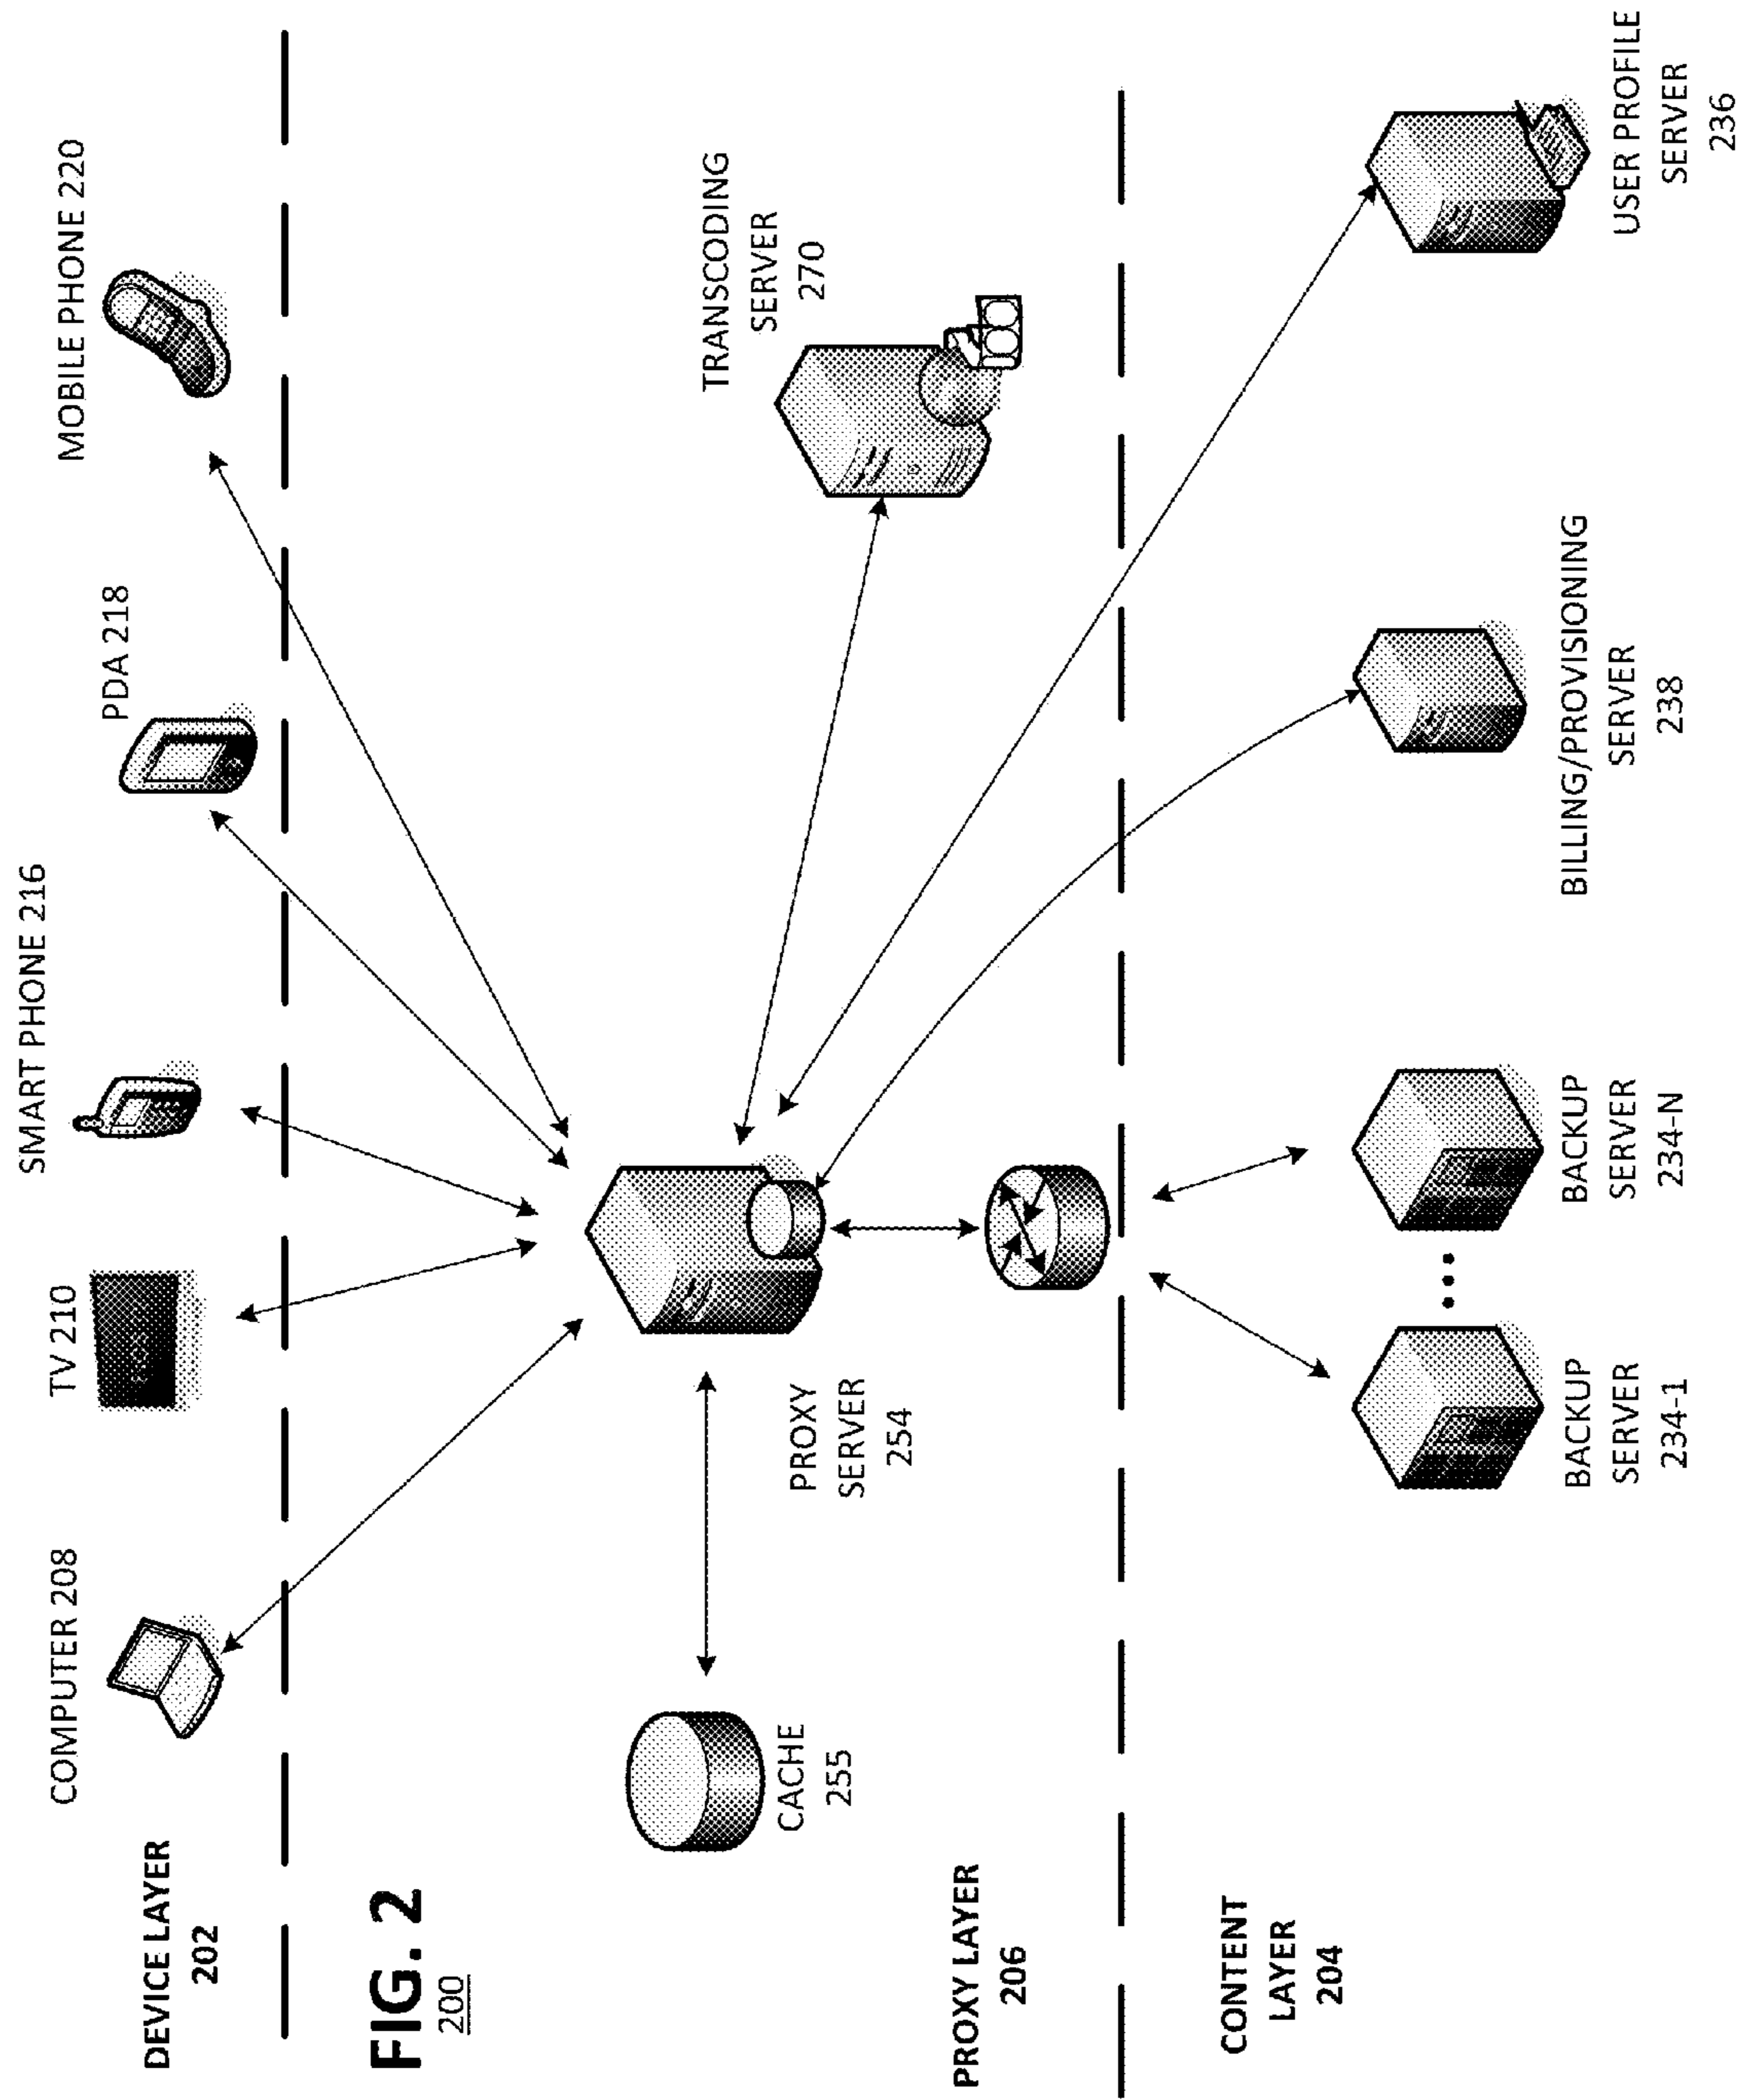 DEVICE LAYER
202
COMPUTER 208
TV 210
SMART PHONE 216
PDA 218
MOBILE PHONE 220
FIG. 2
200
CACHE
255
PROXY
SERVER
254
TRANSCODING
SERVER
270
PROXY LAYER
206
CONTENT
LAYER
204
BACKUP
SERVER
234-1
BACKUP
SERVER
234-N
BILLING/PROVISIONING
SERVER
238
USER PROFILE
SERVER
236